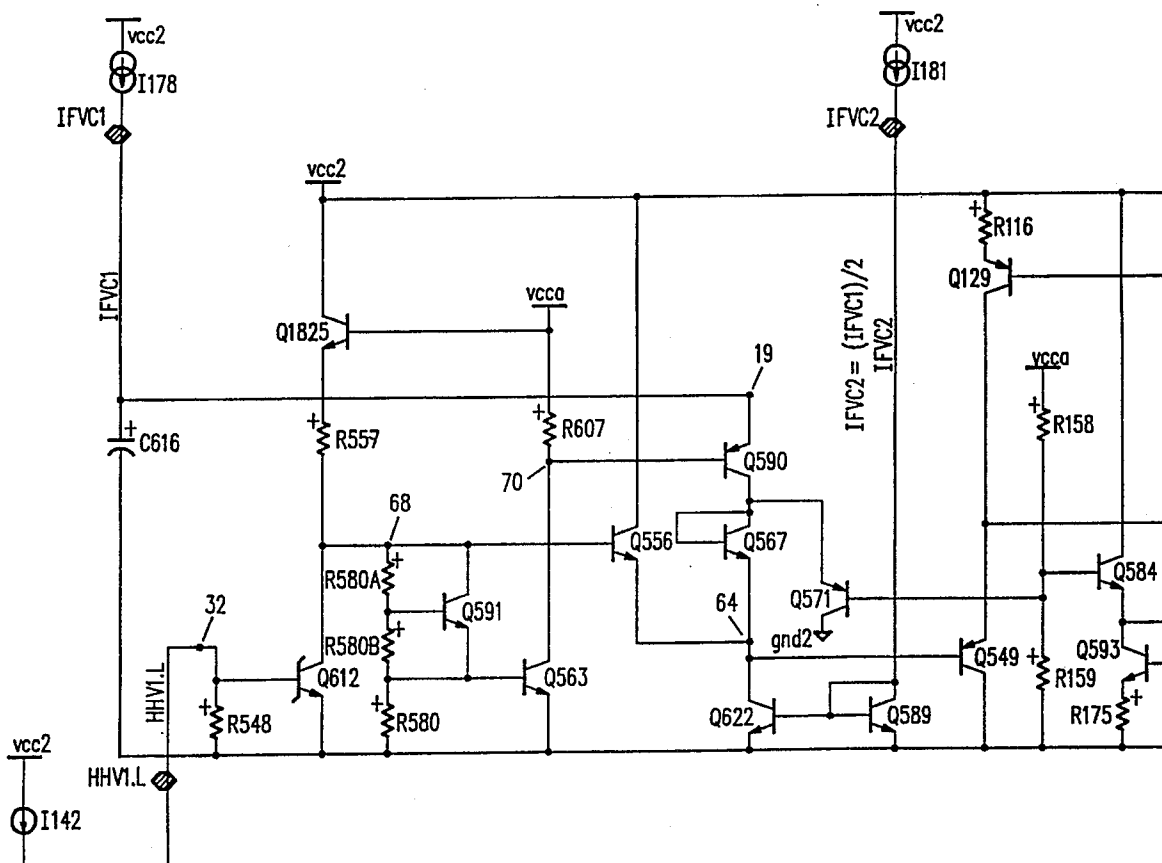 vcc2
vcc2
I178
I181
IFVC1
IFVC2
vcc2
R116
IFVC1
IFVC2 = (IFVC1)/2
IFVC2
Q129
vcca
Q1825
19
vcca
R557
R607
R158
C616
Q590
70
68
Q556
Q567
R580A
Q584
Q591
Q571
32
64
R580B
gnd2
HHV1.L
Q612
Q563
Q549
Q593
R159
R548
R580
Q622
Q589
R175
vcc2
HHV1.L
I142